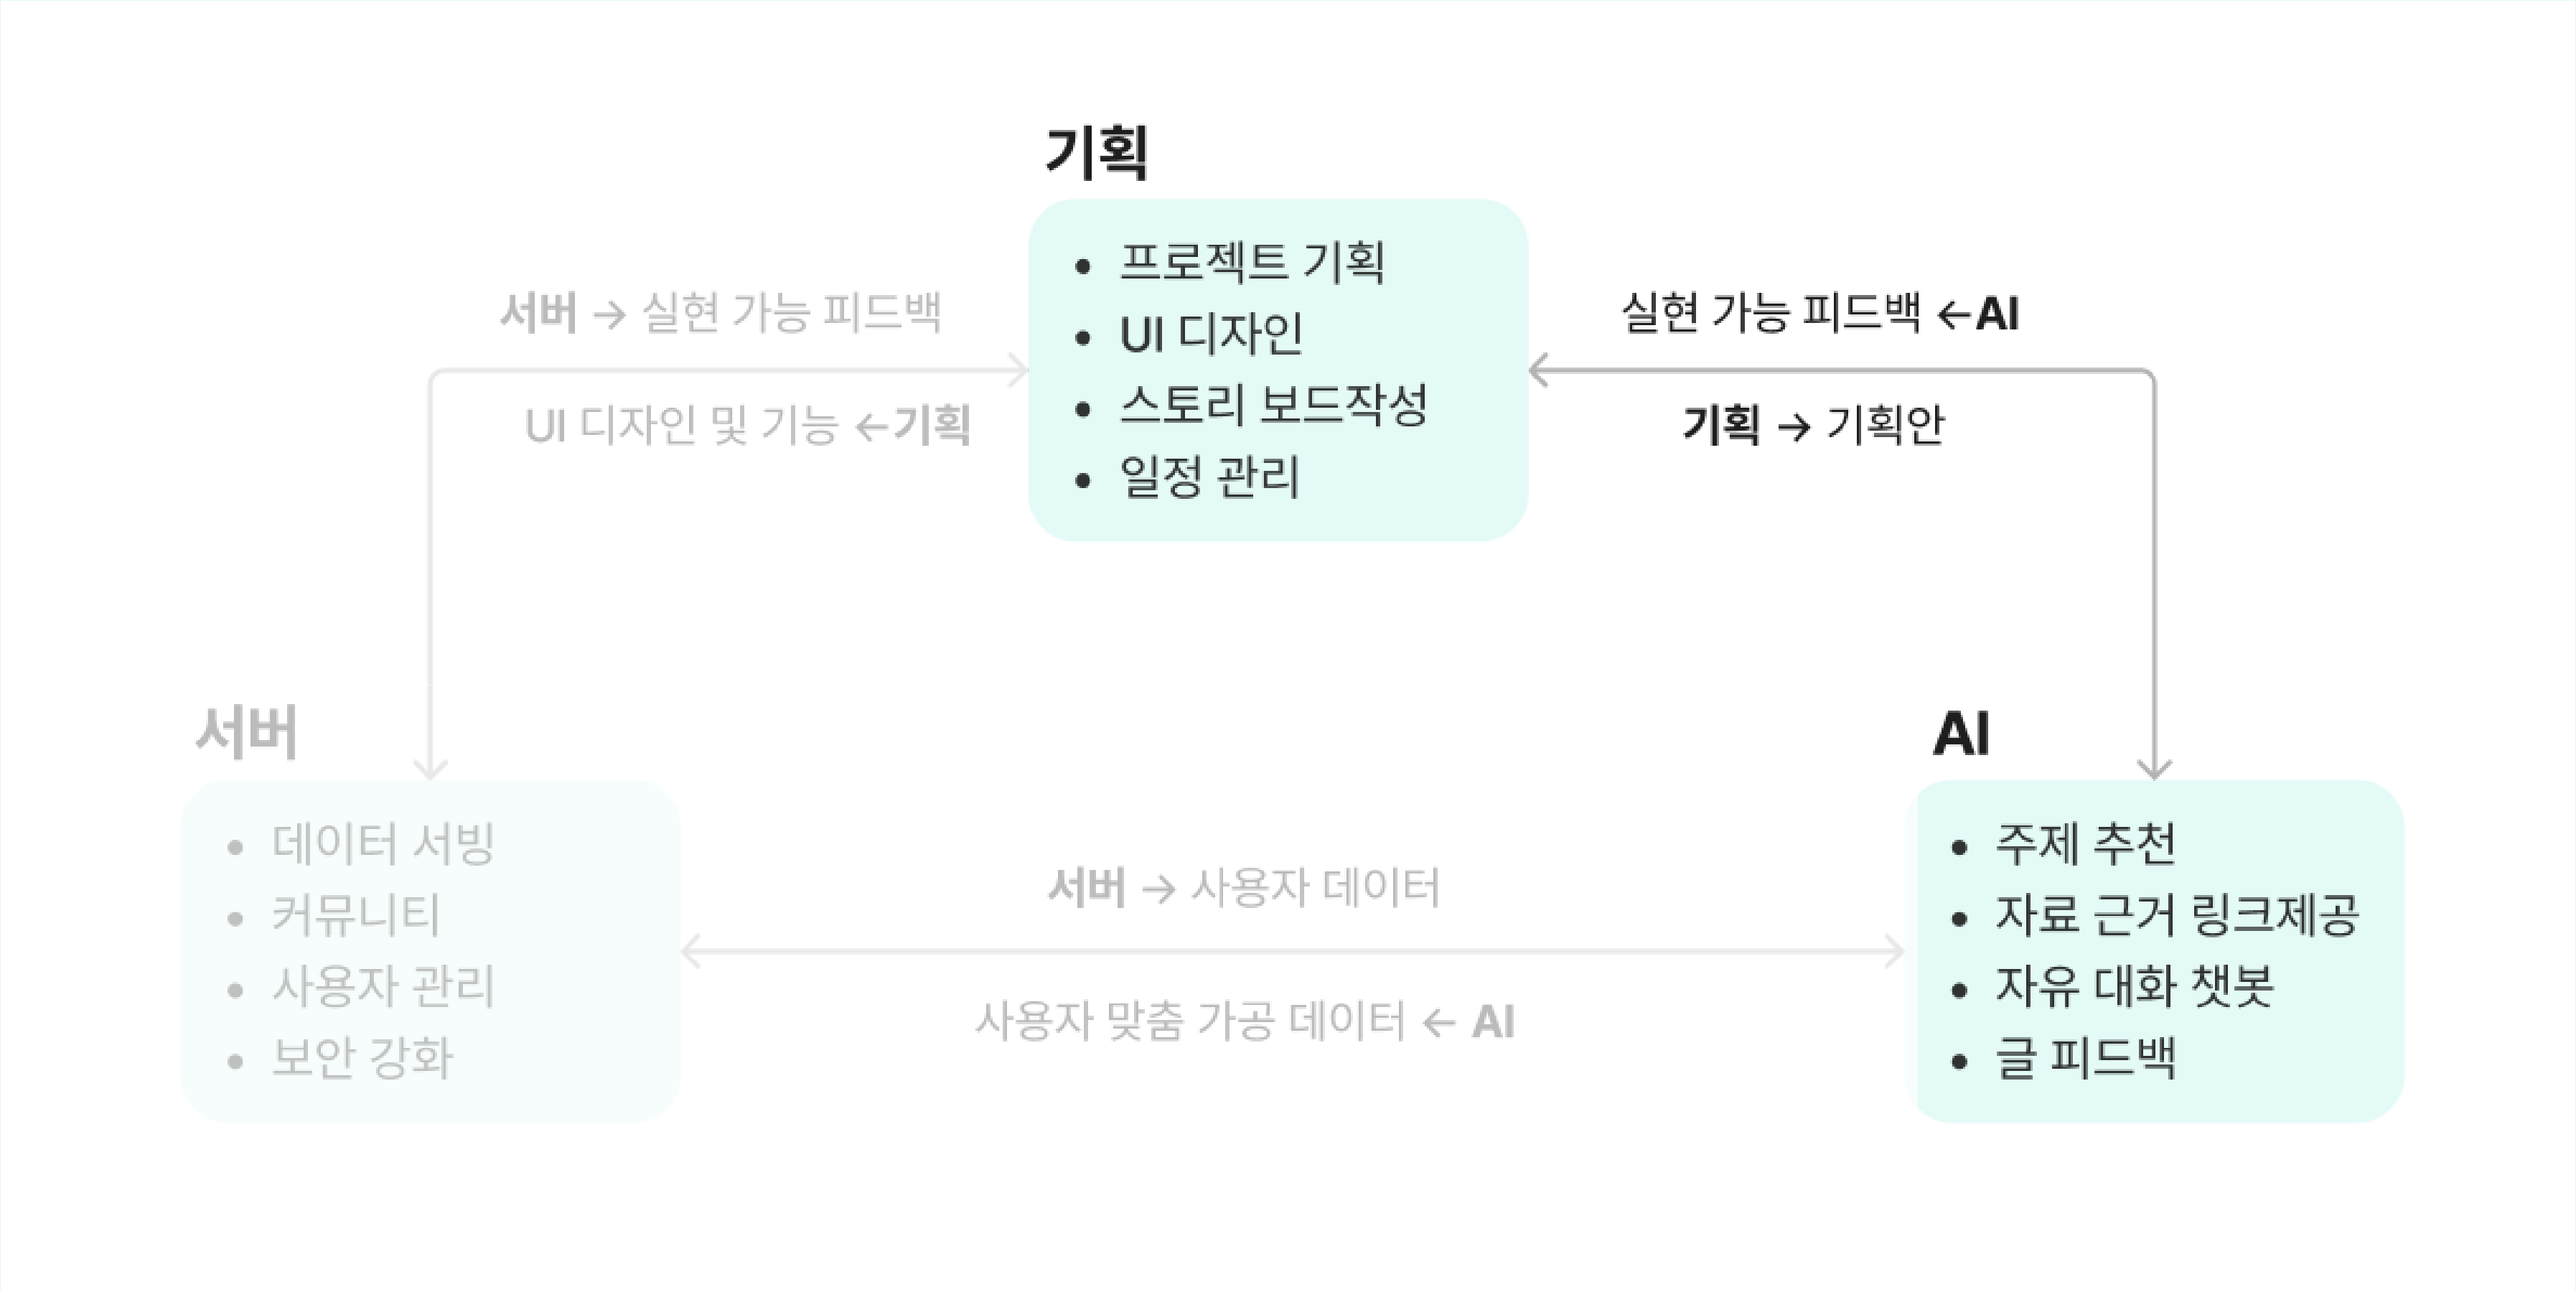 기획
• 프로젝트 기획
• UI 디자인
• 스토리 보드작성
• 일정 관리
서버 → 실현 가능 피드백
UI 디자인 및 기능 ←기획
실현 가능 피드백 ←AI
기획 → 기획안
서버
• 데이터 서빙
• 커뮤니티
• 사용자 관리
• 보안 강화
서버 → 사용자 데이터
사용자 맞춤 가공 데이터 ← AI
AI
• 주제 추천
• 자료 근거 링크제공
• 자유 대화 챗봇
• 글 피드백